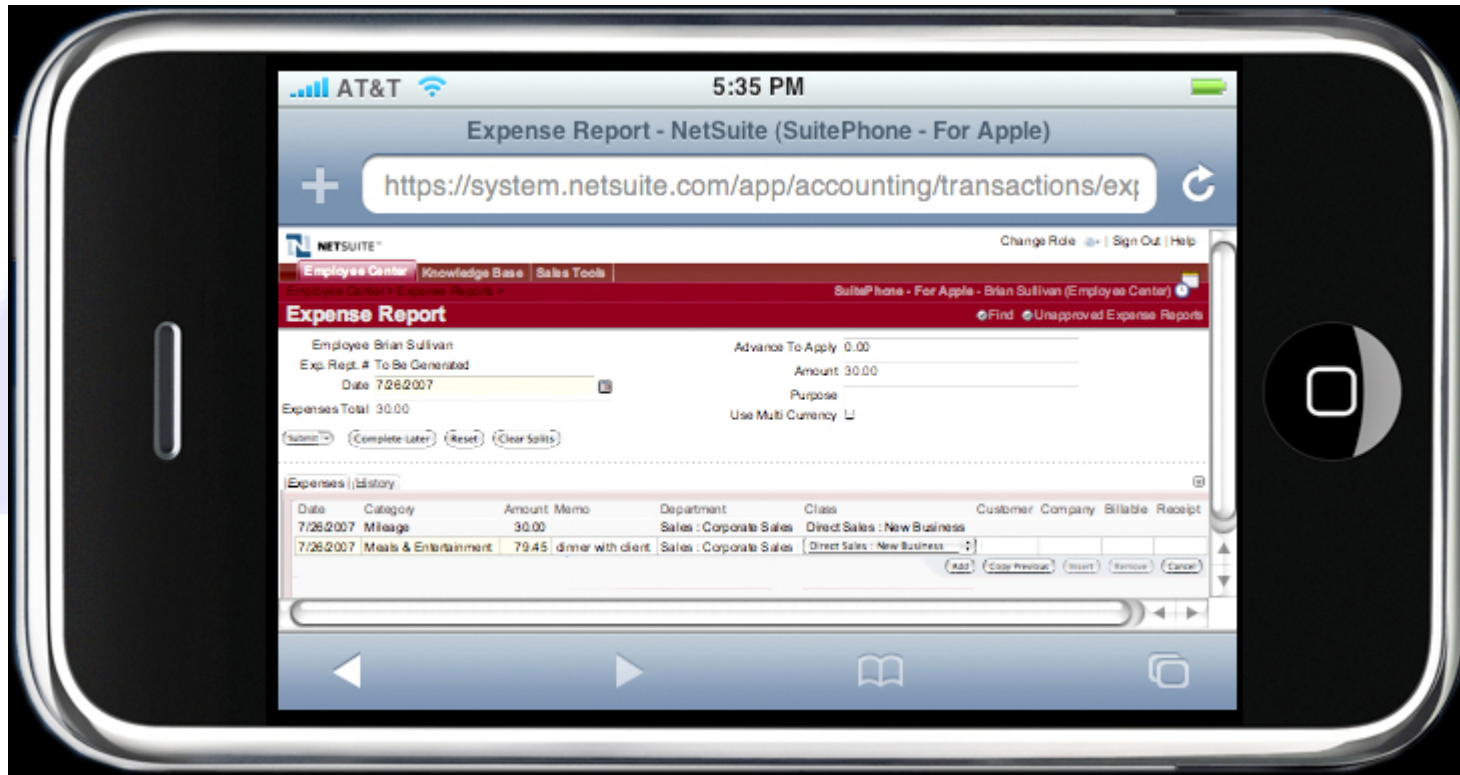 AT&T 5:35 PM
Expense Report - NetSuite (SuitePhone - For Apple)
https://system.netsuite.com/app/accounting/transactions/exp
N NETSUITE™ Change Role | Sign Out | Help
Employee Center Knowledge Base Sales Tools
Employee Center > Expense Reports > SuitePhone - For Apple - Brian Sullivan (Employee Center)
Expense Report Find Unapproved Expense Reports
Employee Brian Sullivan Advance To Apply 0.00
Exp. Rept. # To Be Generated Amount 30.00
Date 7/26/2007 Purpose
Expenses Total 30.00 Use Multi Currency
Submit Complete Later Reset Clear Splits
Expenses History
Date Category Amount Memo Department Class Customer Company Billable Receipt
7/26/2007 Mileage 30.00 Sales : Corporate Sales Direct Sales : New Business
7/26/2007 Meals & Entertainment 79.45 dinner with client Sales : Corporate Sales Direct Sales : New Business
Add Copy Previous Insert Remove Cancel